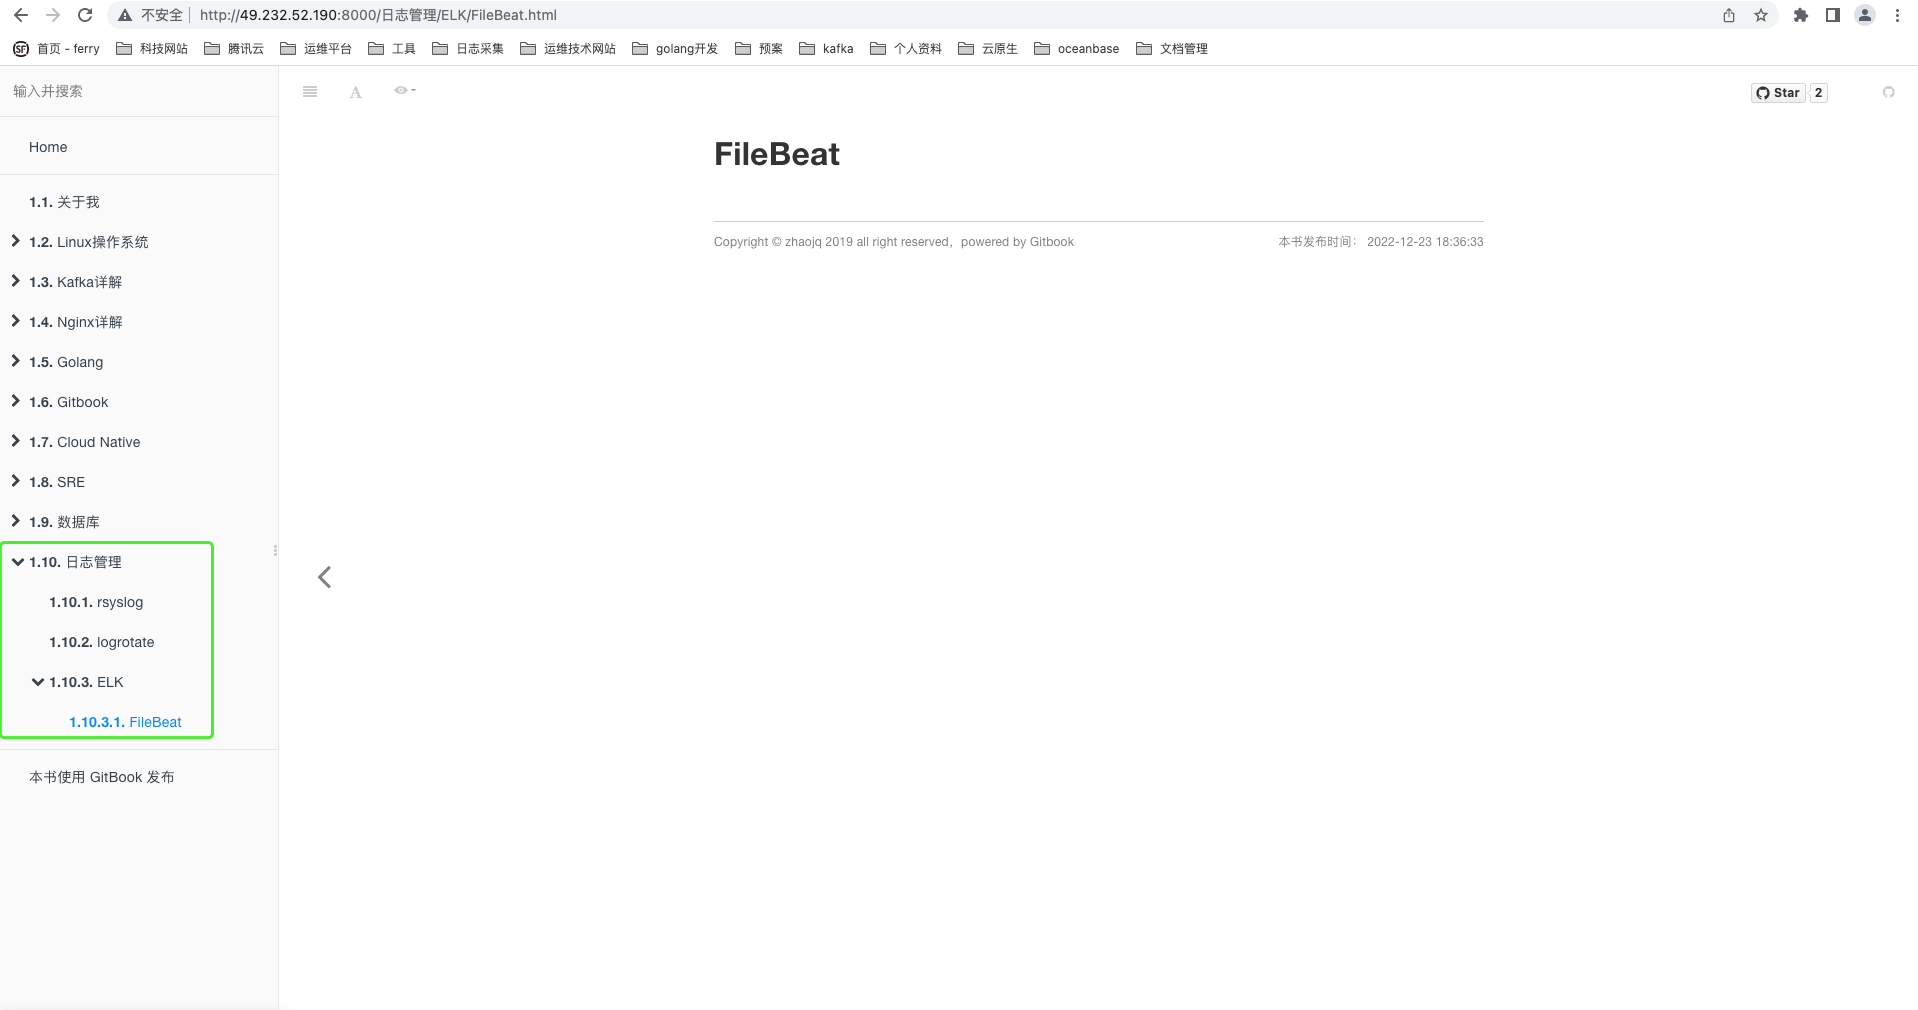 不安全 | http://49.232.52.190:8000/日志管理/ELK/FileBeat.html
SF 首页 - ferry 科技网站 腾讯云 运维平台 工具 日志采集 运维技术网站 golang开发 预案 kafka 个人资料 云原生 oceanbase 文档管理
输入并搜索
A
Star 2
Home
FileBeat
1.1. 关于我
1.2. Linux操作系统
Copyright © zhaojq 2019 all right reserved，powered by Gitbook 本书发布时间： 2022-12-23 18:36:33
1.3. Kafka详解
1.4. Nginx详解
1.5. Golang
1.6. Gitbook
1.7. Cloud Native
1.8. SRE
1.9. 数据库
1.10. 日志管理
1.10.1. rsyslog
1.10.2. logrotate
1.10.3. ELK
1.10.3.1. FileBeat
本书使用 GitBook 发布